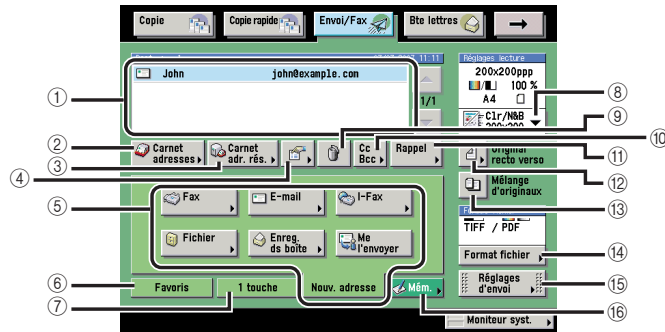 Copie
Copie rapide
Envoi/Fax
Bte lettres
11:11
Réglages lecture
200x200ppp
100 %
A4
Clr/N&B
John john@example.com
1/1
① ② ③ ④ ⑤ ⑥ ⑦
⑧ ⑨ ⑩ ⑪ ⑫ ⑬ ⑭ ⑮ ⑯
Carnet adresses
Carnet adr. rés.
Cc
Bcc
Rappel
Original
recto verso
Mélange
d'originaux
Fax
E-mail
I-Fax
Fichier
Enreg.
ds boîte
Me
l'envoyer
TIFF / PDF
Format fichier
Réglages
d'envoi
Favoris
1 touche
Nouv. adresse
Mém.
Moniteur syst.